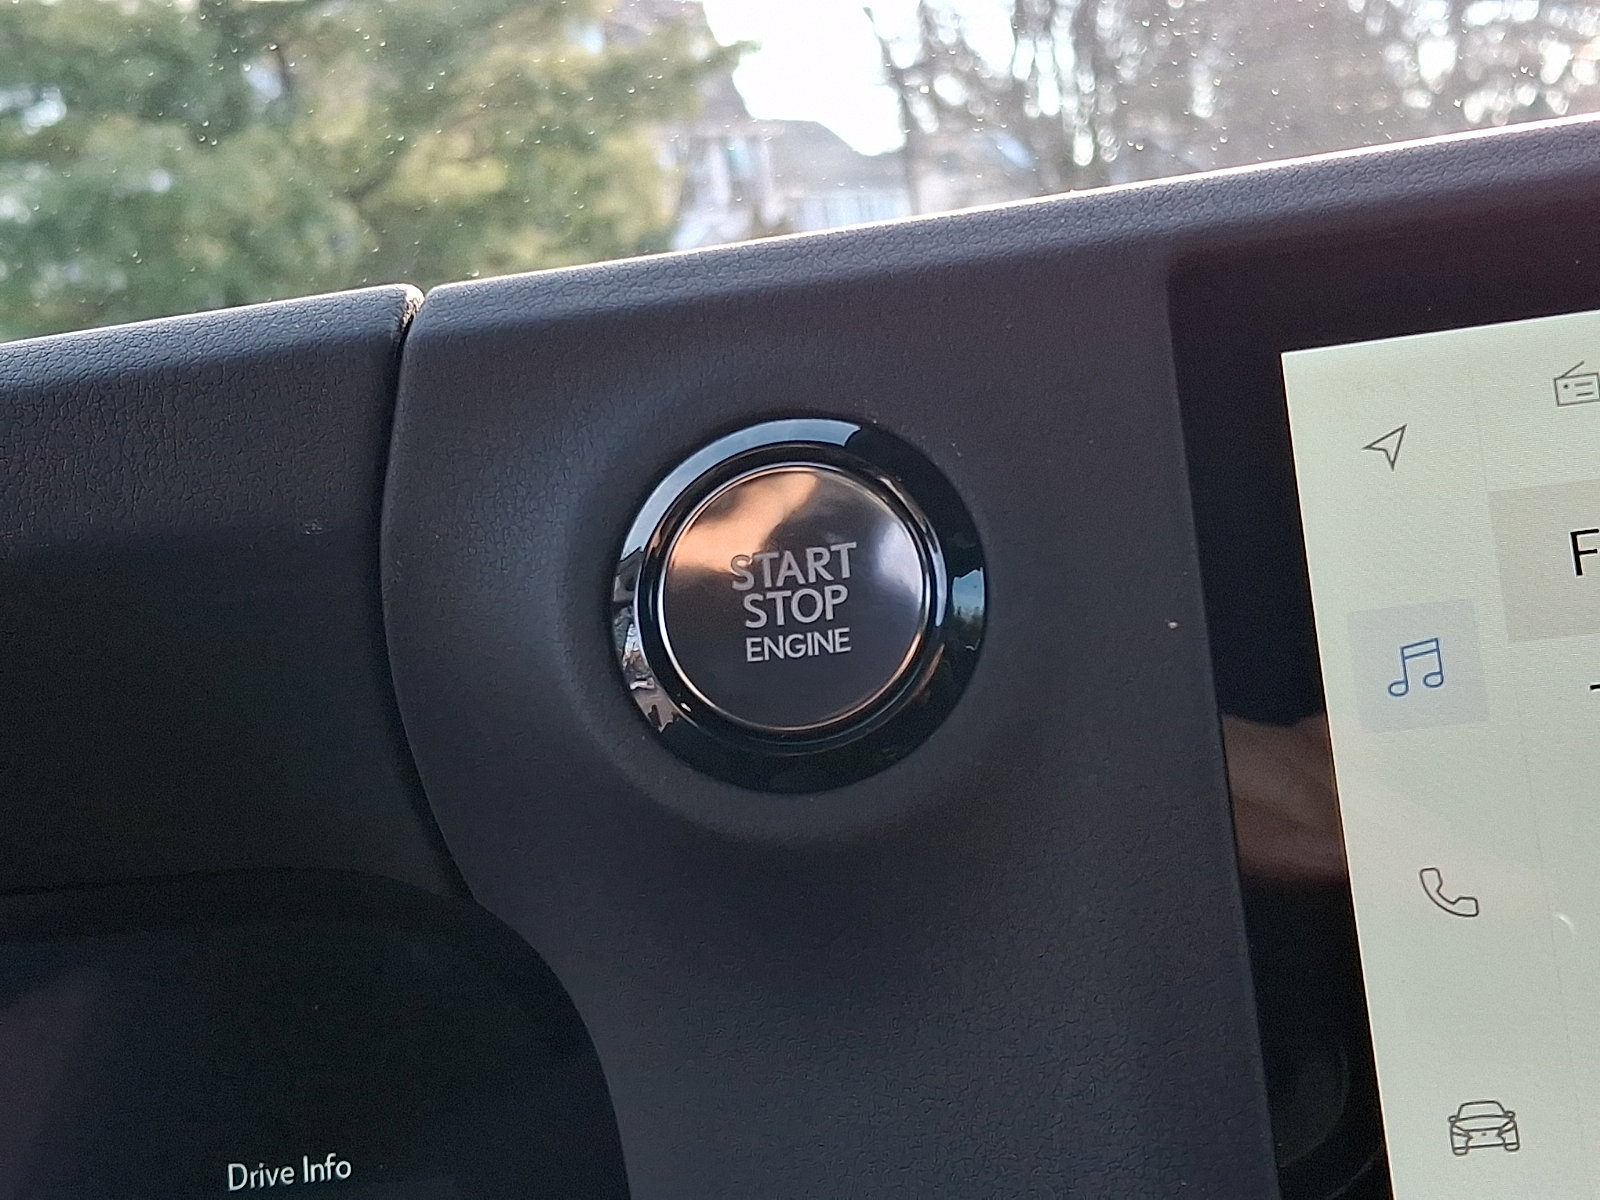 START
STOP
ENGINE
F
Drive Info